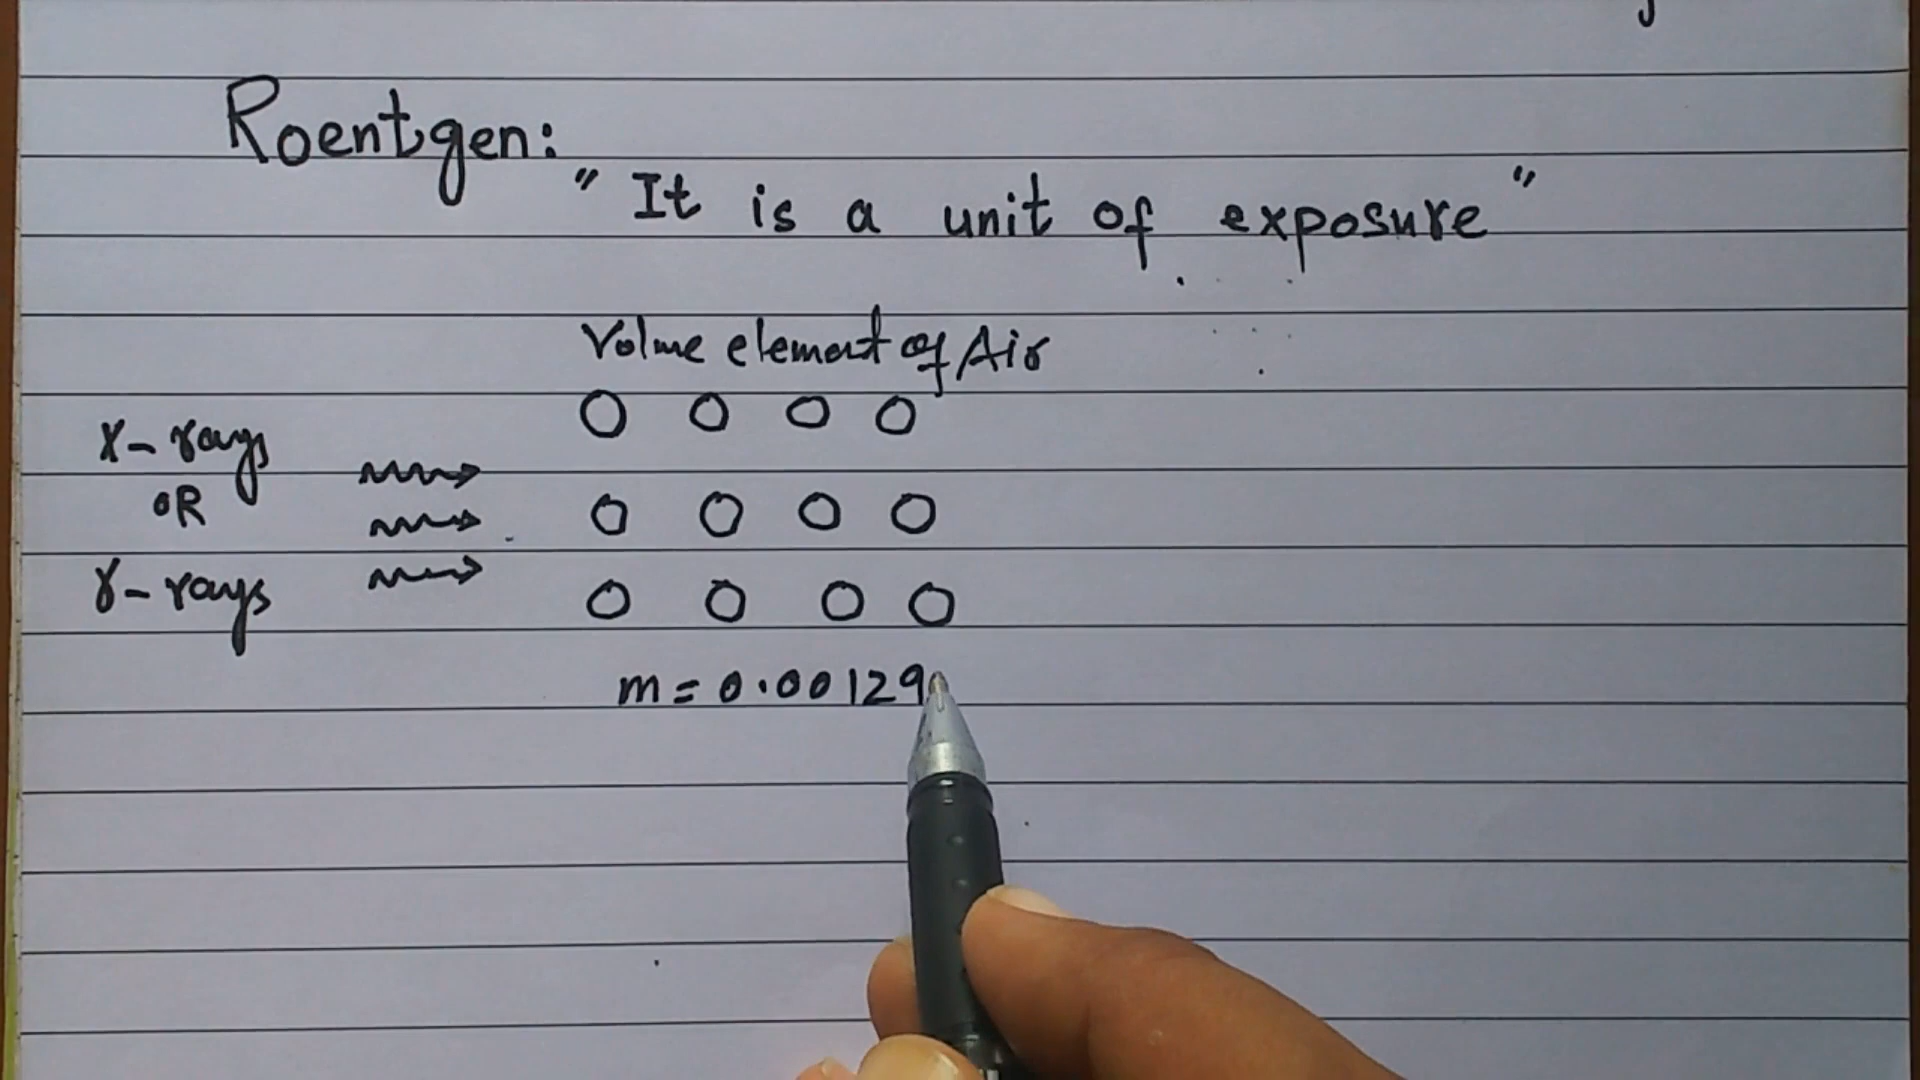 Roentgen:
" It is a unit of exposure "
Volme element of Air
X-rays
OR
γ-rays
m = 0.00129